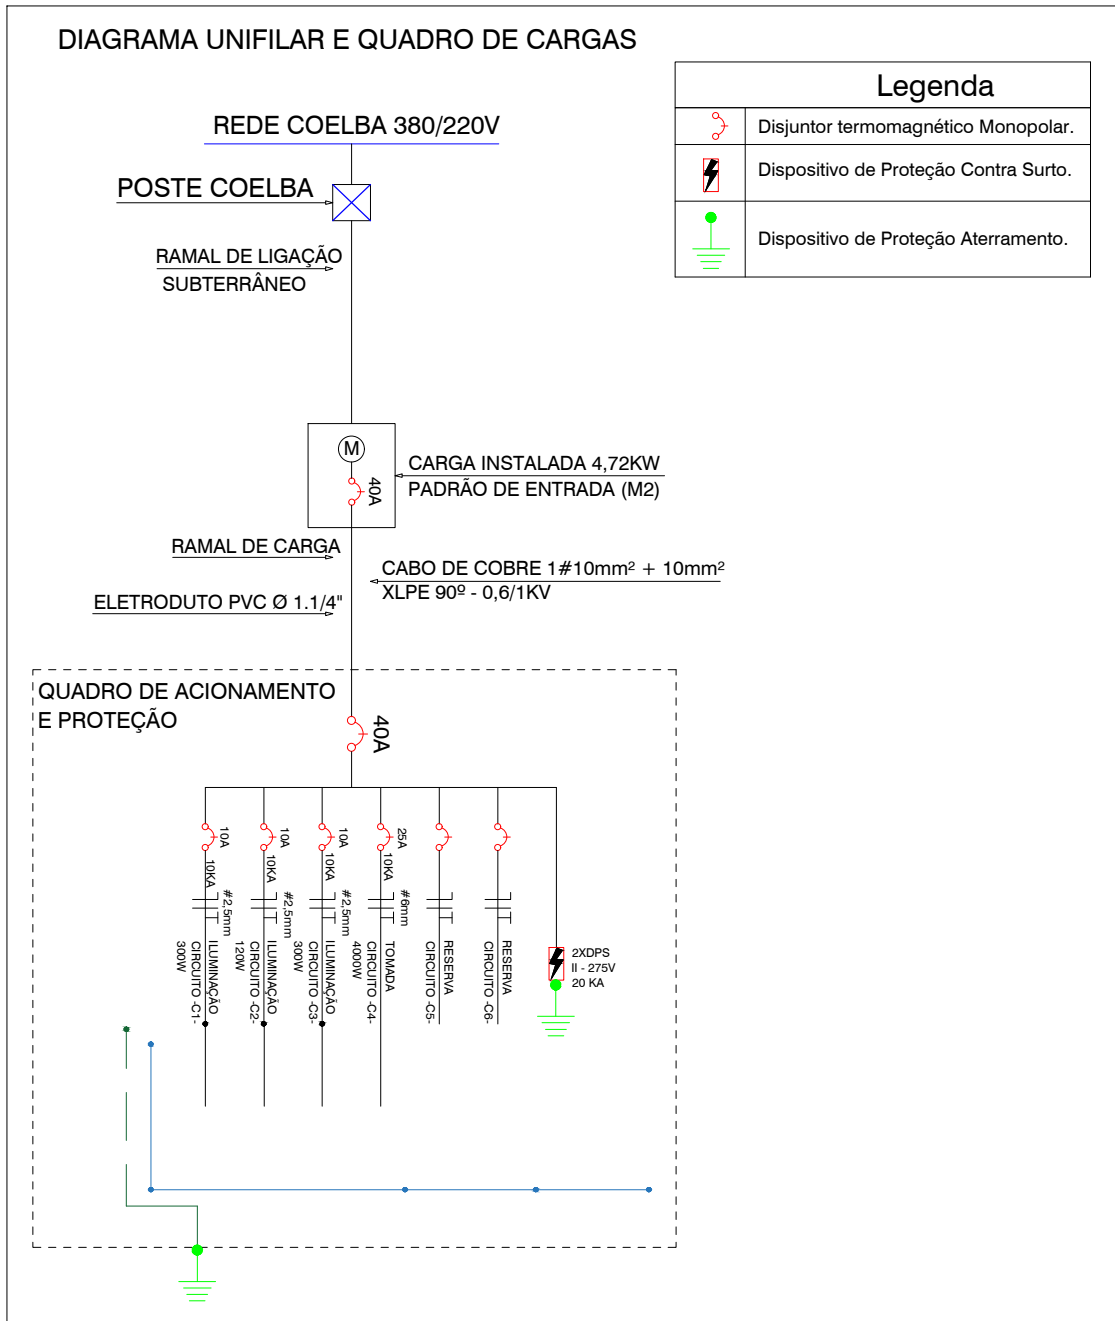 DIAGRAMA UNIFILAR E QUADRO DE CARGAS
Legenda
Disjuntor termomagnético Monopolar.
Dispositivo de Proteção Contra Surto.
Dispositivo de Proteção Aterramento.
REDE COELBA 380/220V
POSTE COELBA
RAMAL DE LIGAÇÃO
SUBTERRÂNEO
M
40A
CARGA INSTALADA 4,72KW
PADRÃO DE ENTRADA (M2)
RAMAL DE CARGA
CABO DE COBRE 1#10mm² + 10mm²
XLPE 90º - 0,6/1KV
ELETRODUTO PVC Ø 1.1/4"
QUADRO DE ACIONAMENTO
E PROTEÇÃO
40A
10A
10KA
#2,5mm
ILUMINAÇÃO
CIRCUITO -C1-
300W
10A
10KA
#2,5mm
ILUMINAÇÃO
CIRCUITO -C2-
120W
10A
10KA
#2,5mm
ILUMINAÇÃO
CIRCUITO -C3-
300W
25A
10KA
#6mm
TOMADA
CIRCUITO -C4-
4000W
RESERVA
CIRCUITO -C5-
RESERVA
CIRCUITO -C6-
2XDPS
II - 275V
20 KA